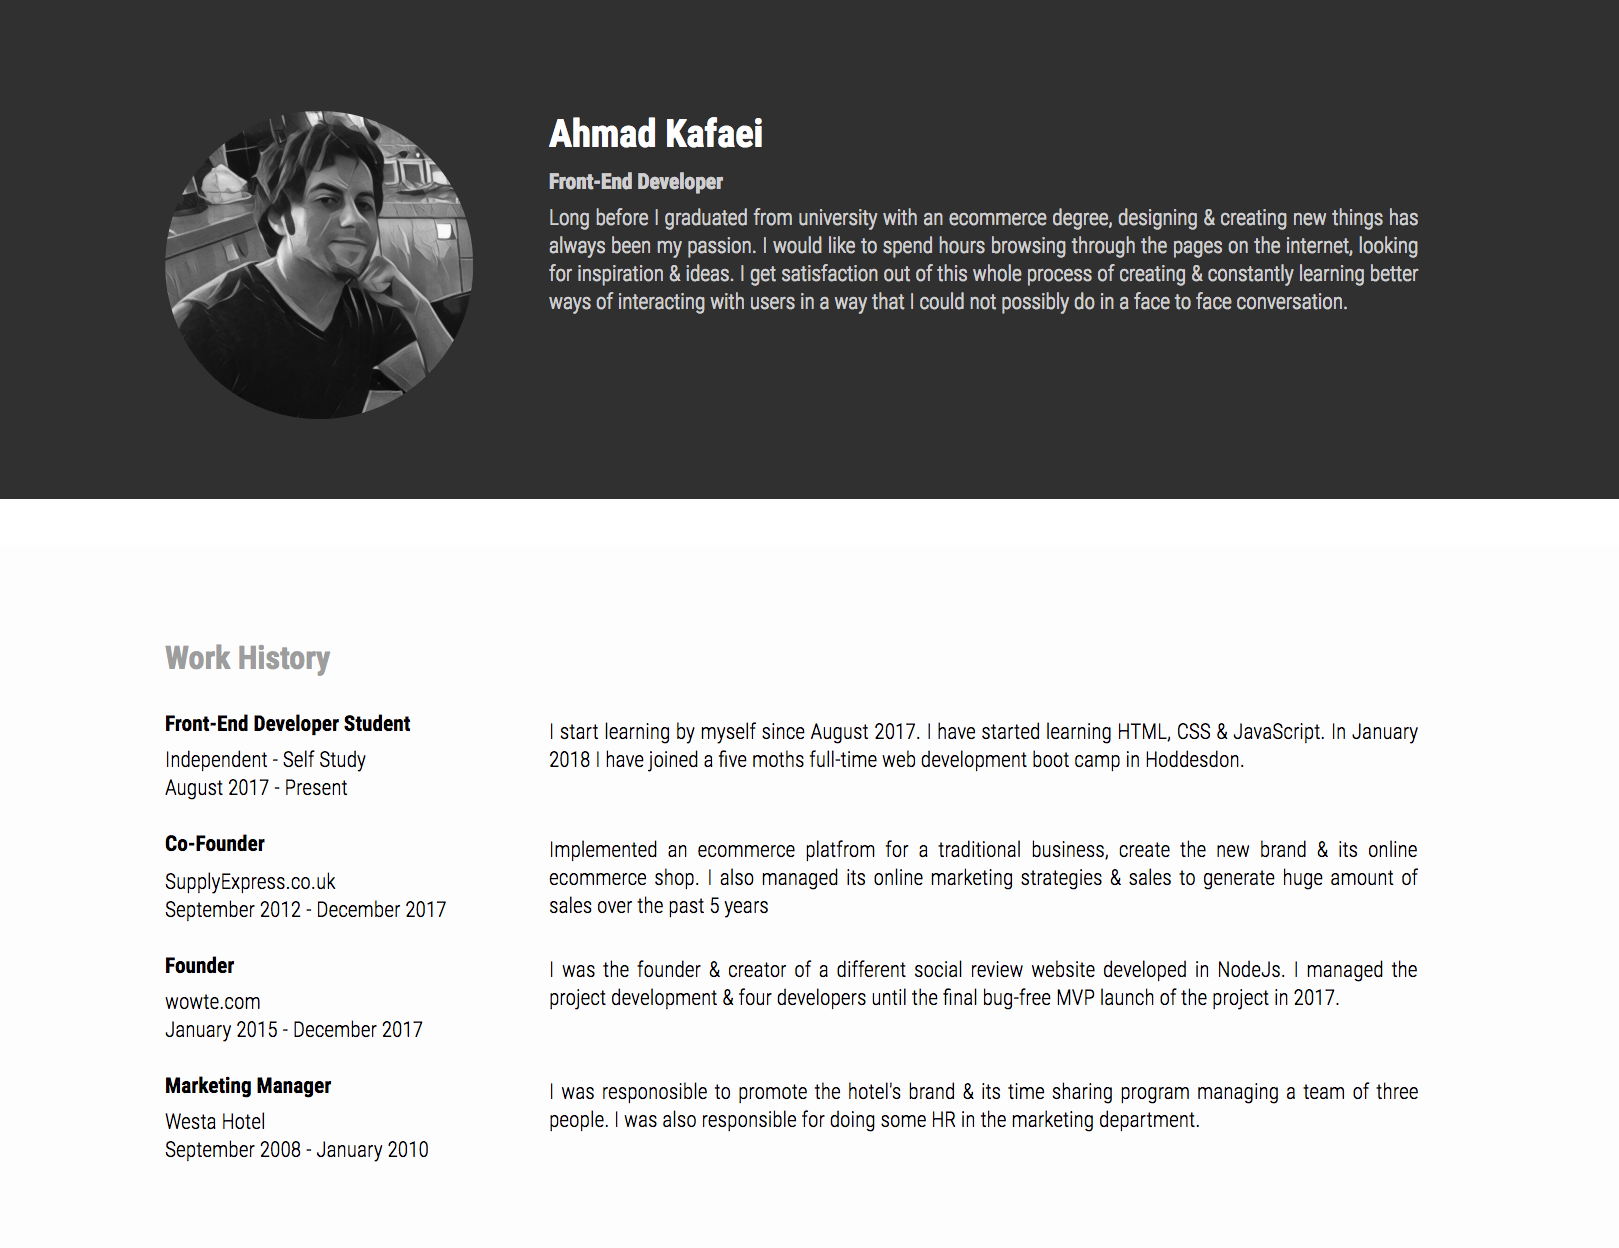 Ahmad Kafaei
Front-End Developer
Long before I graduated from university with an ecommerce degree, designing & creating new things has
always been my passion. I would like to spend hours browsing through the pages on the internet, looking
for inspiration & ideas. I get satisfaction out of this whole process of creating & constantly learning better
ways of interacting with users in a way that I could not possibly do in a face to face conversation.
Work History
Front-End Developer Student
Independent - Self Study
August 2017 - Present
I start learning by myself since August 2017. I have started learning HTML, CSS & JavaScript. In January
2018 I have joined a five moths full-time web development boot camp in Hoddesdon.
Co-Founder
SupplyExpress.co.uk
September 2012 - December 2017
Implemented an ecommerce platfrom for a traditional business, create the new brand & its online
ecommerce shop. I also managed its online marketing strategies & sales to generate huge amount of
sales over the past 5 years
Founder
wowte.com
January 2015 - December 2017
I was the founder & creator of a different social review website developed in NodeJs. I managed the
project development & four developers until the final bug-free MVP launch of the project in 2017.
Marketing Manager
Westa Hotel
September 2008 - January 2010
I was responosible to promote the hotel's brand & its time sharing program managing a team of three
people. I was also responsible for doing some HR in the marketing department.